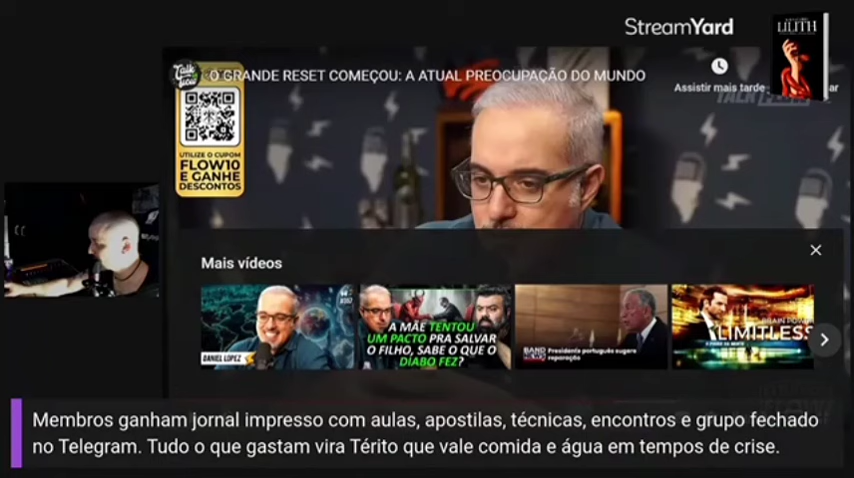 StreamYard
LILITH
O GRANDE RESET COMEÇOU: A ATUAL PREOCUPAÇÃO DO MUNDO
Assistir mais tarde
UTILIZE O CUPOM
FLOW10
E GANHE
DESCONTOS
Mais vídeos
DANIEL LOPEZ
A MÃE TENTOU
UM PACTO PRA SALVAR
O FILHO, SABE O QUE O
DIABO FEZ?
BAND
NEWS
Presidente português sugere
reparação
LIMITLESS
Membros ganham jornal impresso com aulas, apostilas, técnicas, encontros e grupo fechado
no Telegram. Tudo o que gastam vira Térito que vale comida e água em tempos de crise.